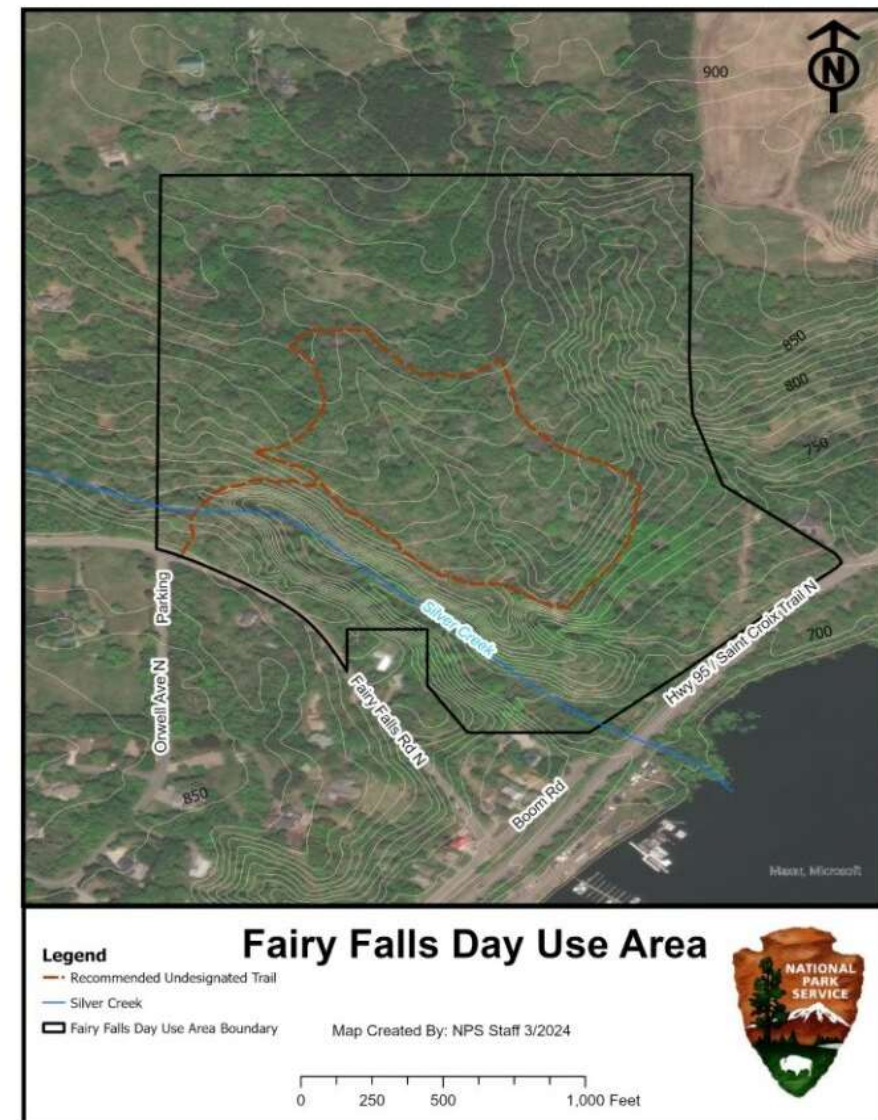 N
900
850
800
750
700
Parking
Orwell Ave N
Silver Creek
Fairy Falls Rd N
Hwy 95 / Saint Croix Trail N
Boom Rd
850
Maxar, Microsoft
Fairy Falls Day Use Area
Legend
Recommended Undesignated Trail
Silver Creek
Fairy Falls Day Use Area Boundary
Map Created By: NPS Staff 3/2024
0 250 500 1,000 Feet
NATIONAL
PARK
SERVICE